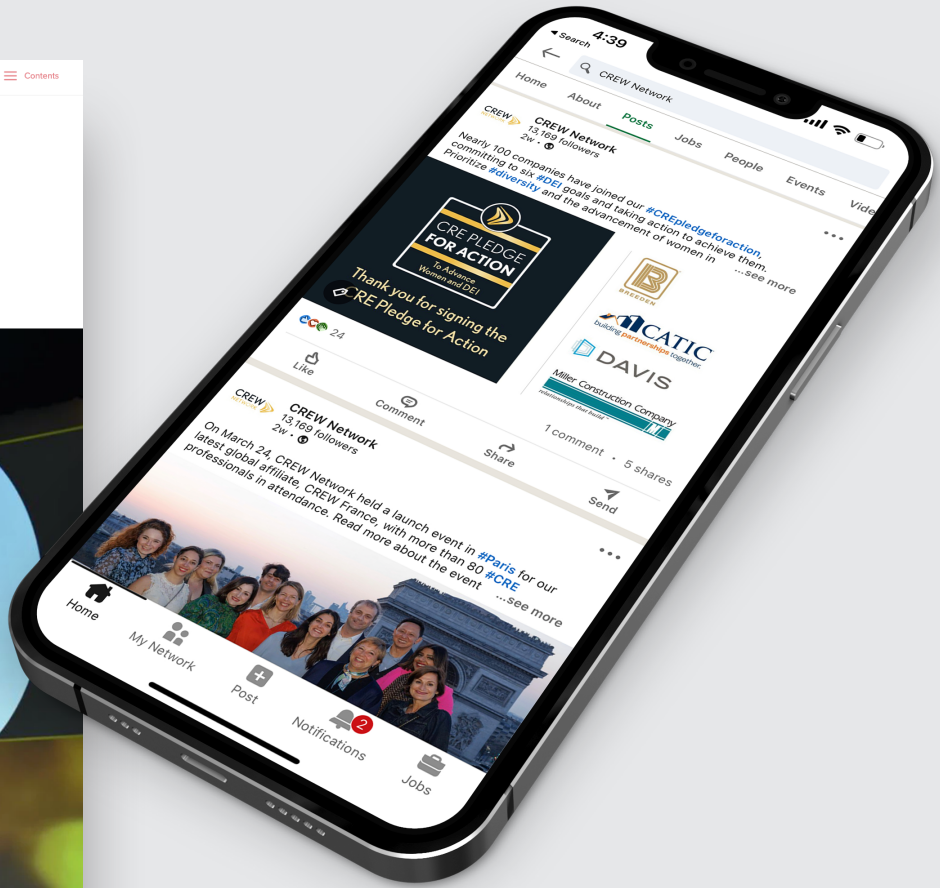 Contents
Search
4:39
CREW Network
Home About Posts Jobs People Events Vide
CREW
NETWORK
CREW Network
13,169 followers
2w •
Nearly 100 companies have joined our #CREpledgeforaction,
committing to six #DEI goals and taking action to achieve them.
Prioritize #diversity and the advancement of women in ...see more
CRE PLEDGE
FOR ACTION
To Advance
Women and DEI
Thank you for signing the
CRE Pledge for Action
B
BREEDEN
CATIC
building partnerships together.
DAVIS
Miller Construction Company
relationships that build
24
1 comment • 5 shares
Like Comment Share Send
CREW
NETWORK
CREW Network
13,169 followers
2w •
On March 24, CREW Network held a launch event in #Paris for our
latest global affiliate, CREW France, with more than 80 #CRE
professionals in attendance. Read more about the event ...see more
Home My Network Post Notifications Jobs
2